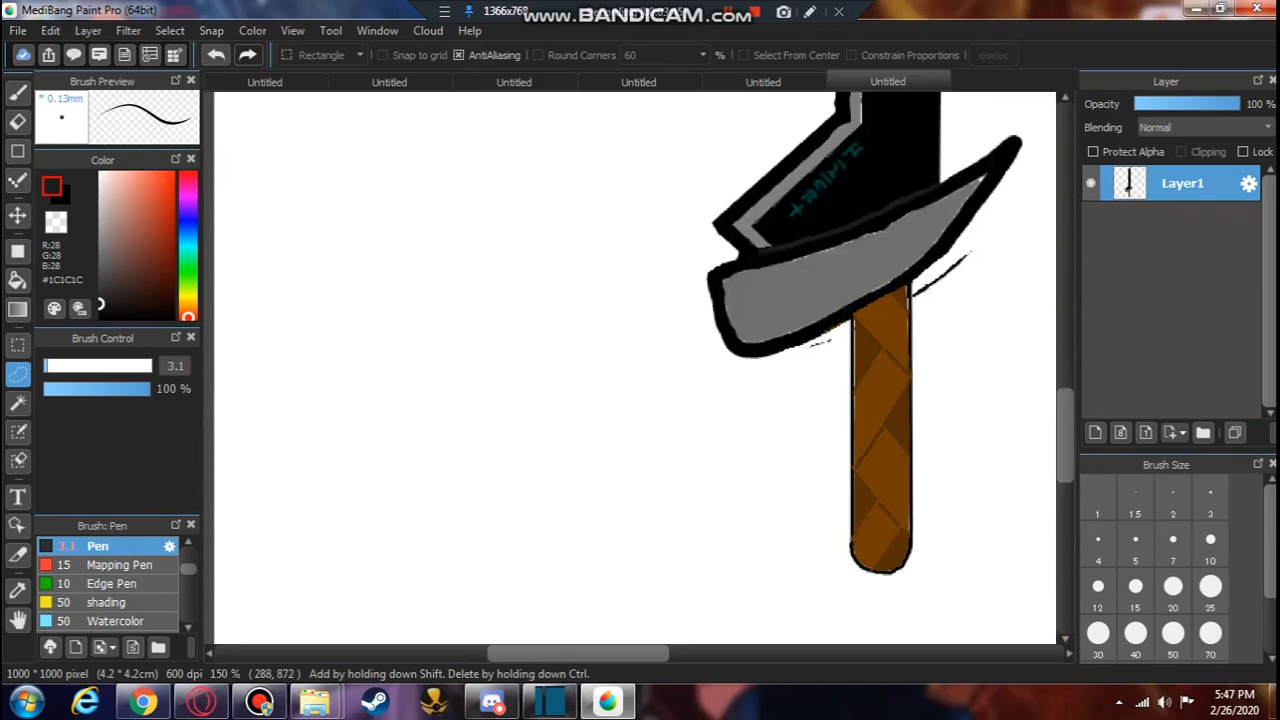 MediBang Paint Pro (64bit)
1366x768
www.BANDICAM.com
File Edit Layer Filter Select Snap Color View Tool Window Cloud Help
Rectangle Snap to grid AntiAliasing Round Corners 60 % Select From Center Constrain Proportions reselec
Brush Preview Untitled Untitled Untitled Untitled Untitled Untitled Layer
0.13mm
Opacity 100 %
Blending Normal
Protect Alpha Clipping Lock
Layer1
Color
R:28
G:28
B:28
#1C1C1C
Brush Control
3.1
100 %
Brush: Pen
3.1 Pen
15 Mapping Pen
10 Edge Pen
50 shading
50 Watercolor
Brush Size
1 1.5 2 3
4 5 7 10
12 15 20 25
30 40 50 70
1000 * 1000 pixel (4.2 * 4.2cm) 600 dpi 150 % ( 288, 872 ) Add by holding down Shift. Delete by holding down Ctrl.
5:47 PM
2/26/2020